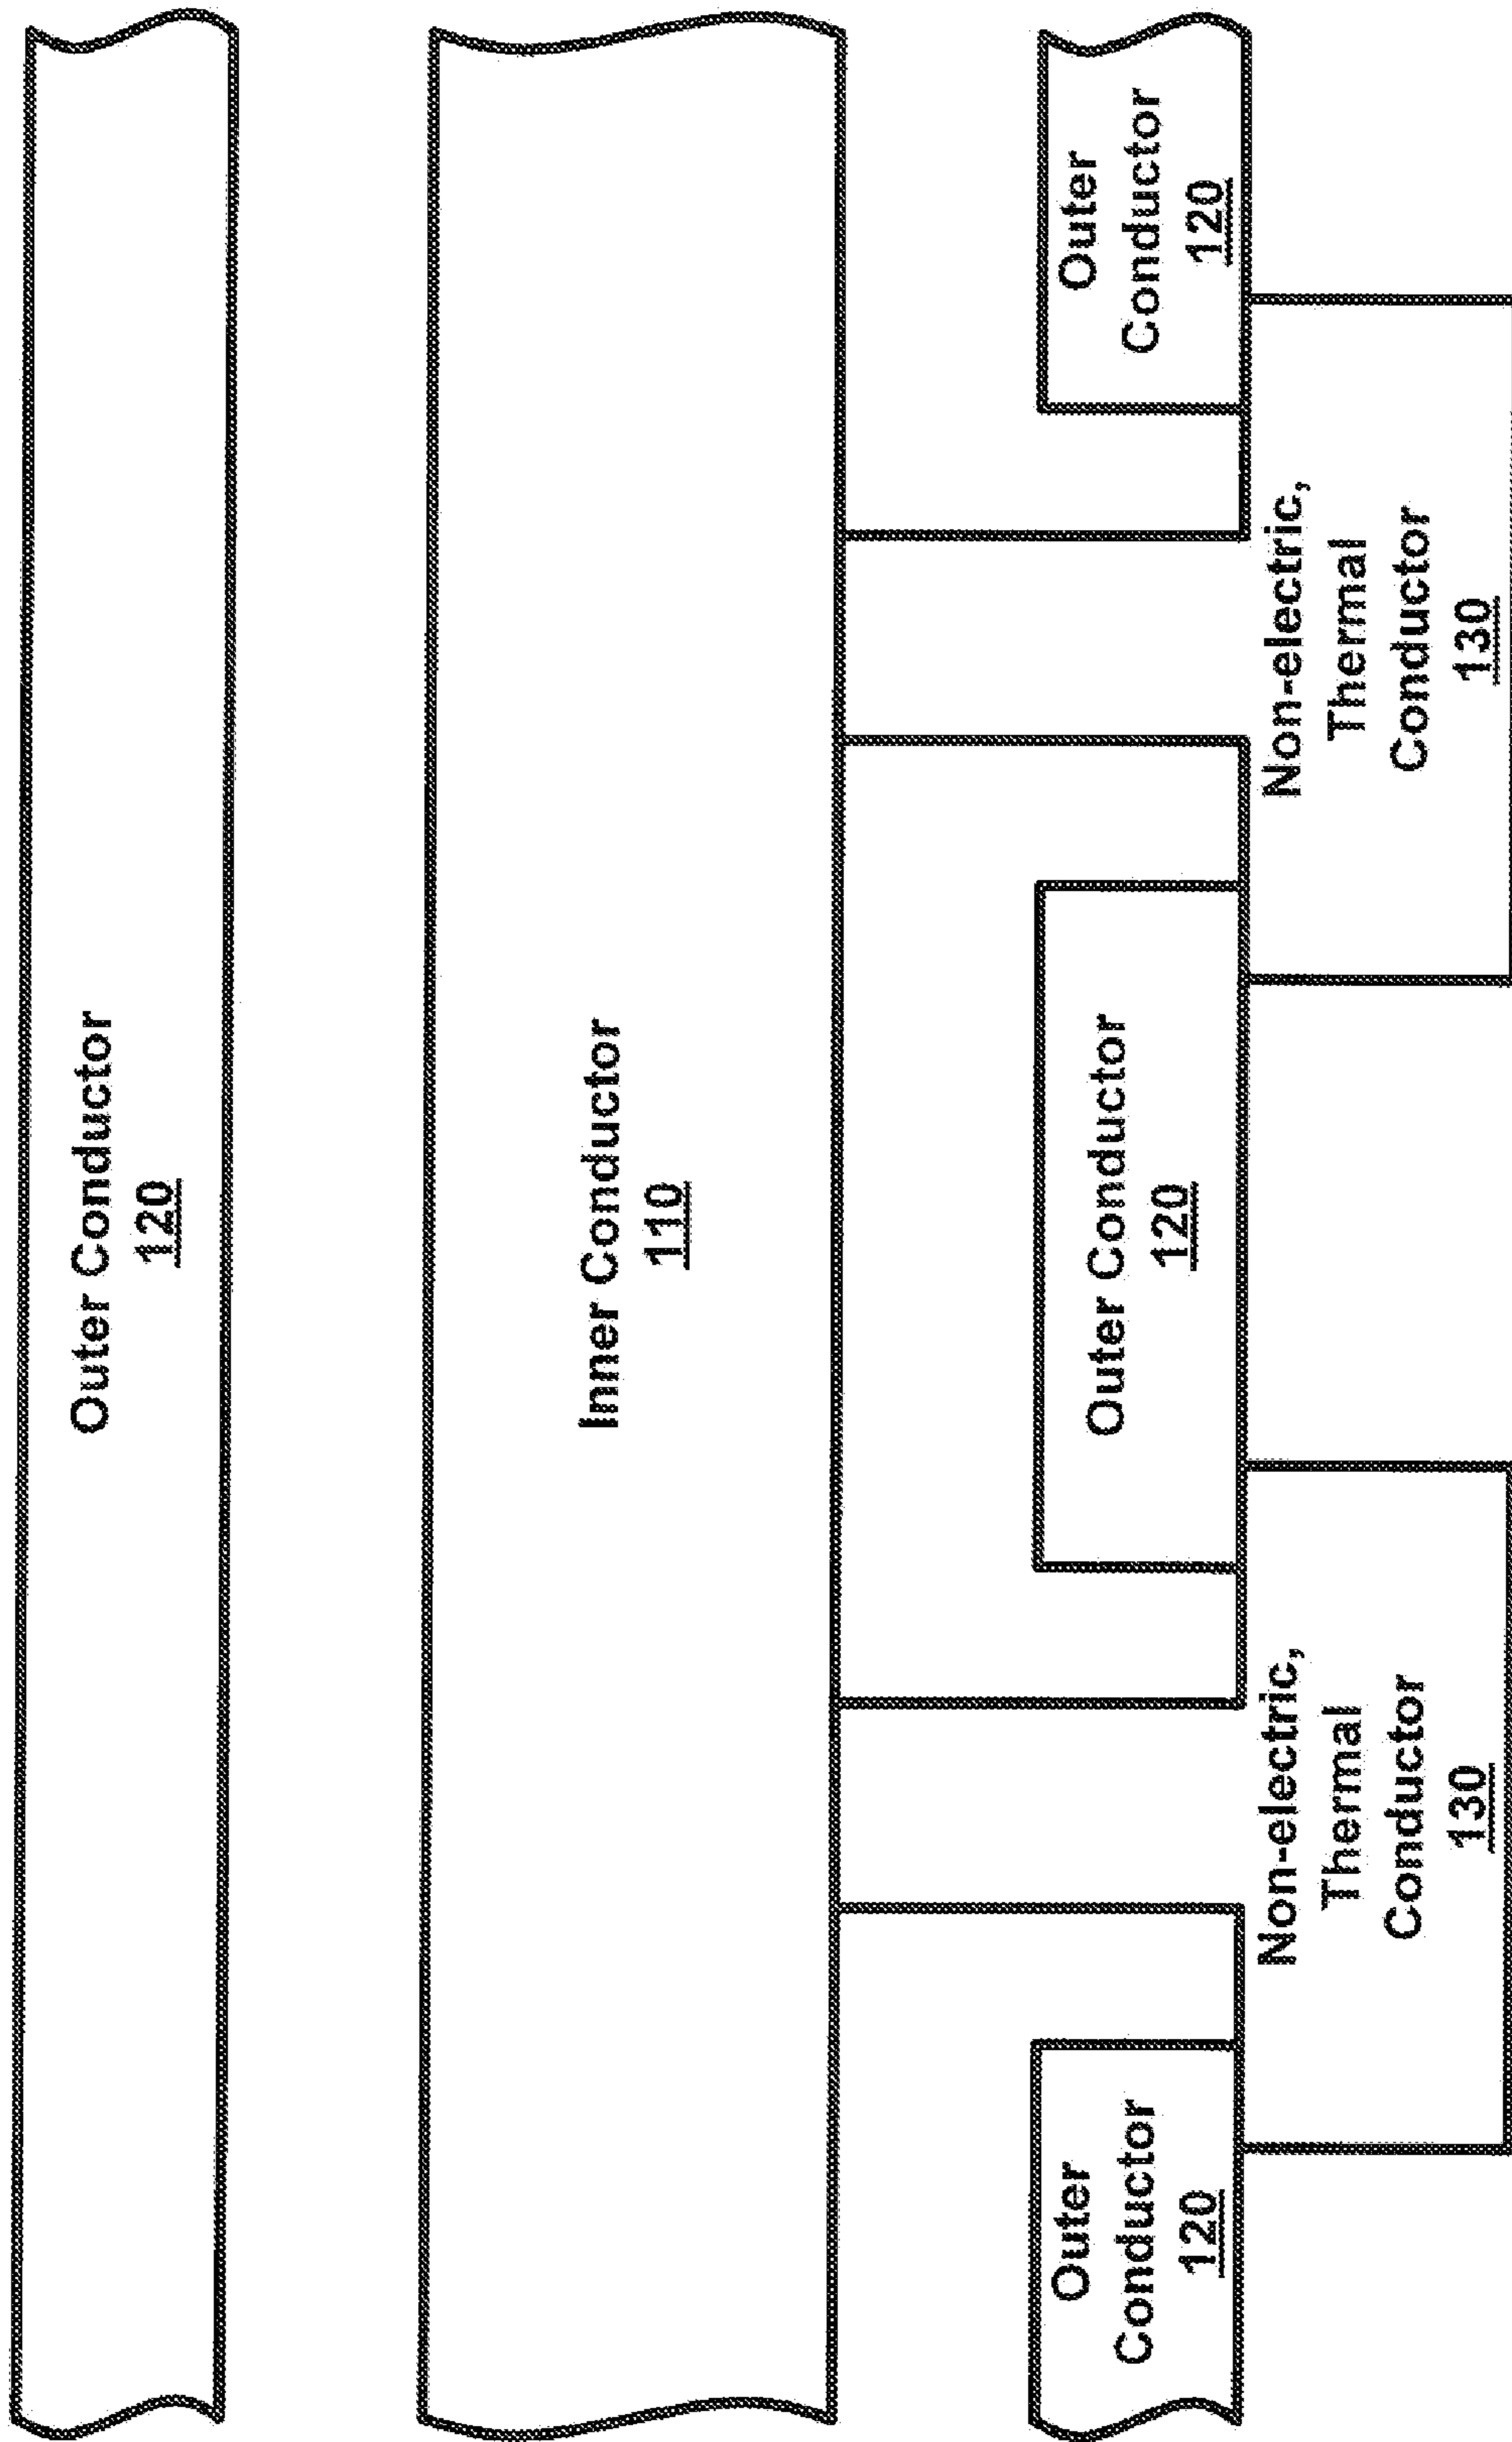 Outer Conductor
120
Inner Conductor
110
Outer
Conductor
120
Outer Conductor
120
Outer
Conductor
120
Non-electric,
Thermal
Conductor
130
Non-electric,
Thermal
Conductor
130